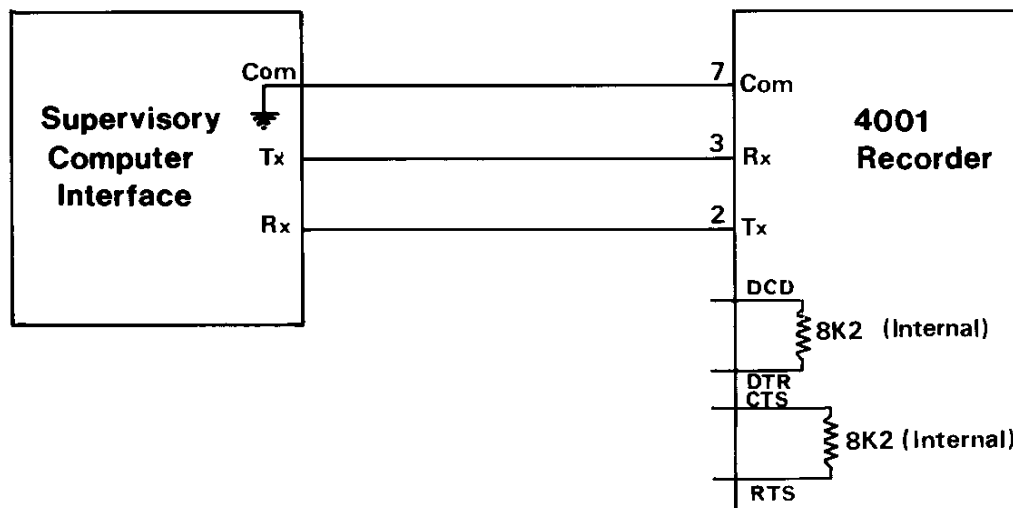 Supervisory
Computer
Interface
Com
Tx
Rx
7
3
2
Com
Rx
Tx
4001
Recorder
DCD
8K2 (Internal)
DTR
CTS
8K2 (Internal)
RTS